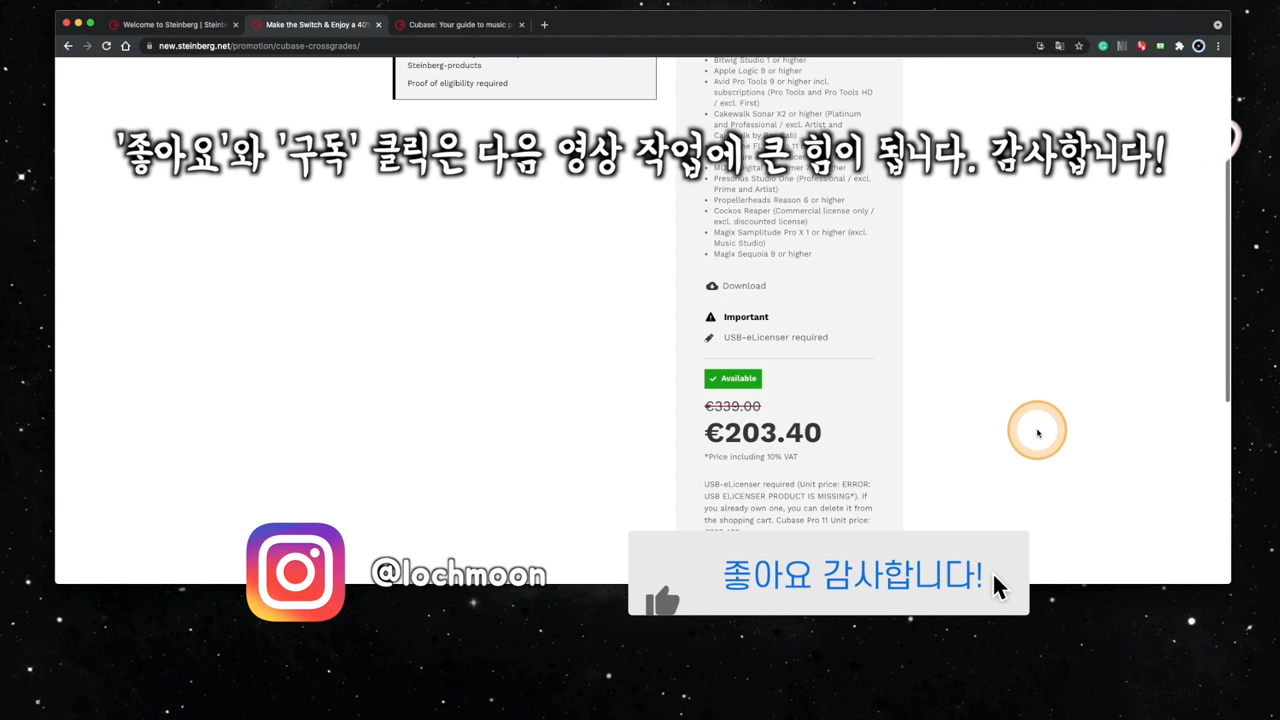 Welcome to Steinberg | Steinb
Make the Switch & Enjoy a 40%
Cubase: Your guide to music p
new.steinberg.net/promotion/cubase-crossgrades/
Steinberg-products
Proof of eligibility required
Bitwig Studio 1 or higher
Apple Logic 9 or higher
Avid Pro Tools 9 or higher incl.
subscriptions (Pro Tools and Pro Tools HD
/ excl. First)
Cakewalk Sonar X2 or higher (Platinum
and Professional / excl. Artist and
'좋아요'와 '구독' 클릭은 다음 영상 작업에 큰 힘이 됩니다. 감사합니다!
Presonus Studio One (Professional / excl.
Prime and Artist)
Propellerheads Reason 6 or higher
Cockos Reaper (Commercial license only /
excl. discounted license)
Magix Samplitude Pro X 1 or higher (excl.
Music Studio)
Magix Sequoia 9 or higher
Download
Important
USB-eLicenser required
Available
€339.00
€203.40
*Price including 10% VAT
USB-eLicenser required (Unit price: ERROR:
USB ELICENSER PRODUCT IS MISSING*). If
you already own one, you can delete it from
the shopping cart. Cubase Pro 11 Unit price:
@lochmoon
좋아요 감사합니다!